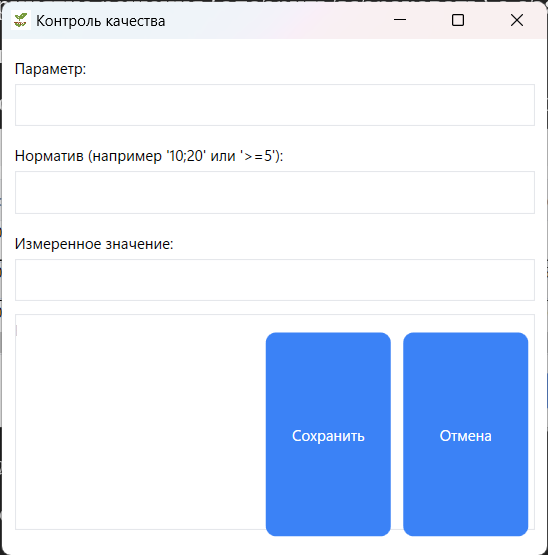 Контроль качества
Параметр:
Норматив (например '10;20' или '>=5'):
Измеренное значение:
Сохранить
Отмена